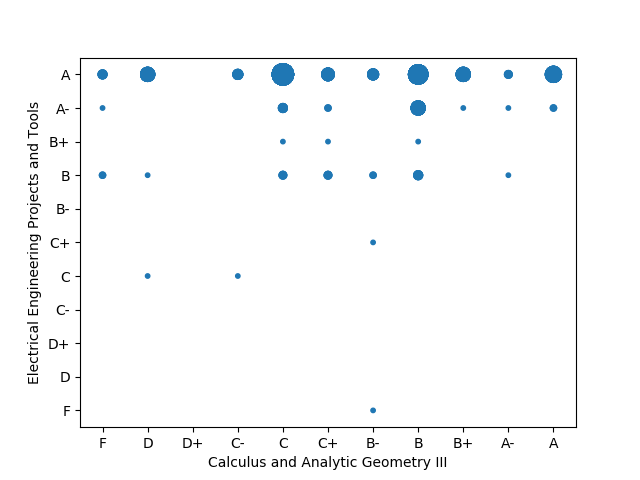 Electrical Engineering Projects and Tools
A
A-
B+
B
B-
C+
C
C-
D+
D
F
F D D+ C- C C+ B- B B+ A- A
Calculus and Analytic Geometry III